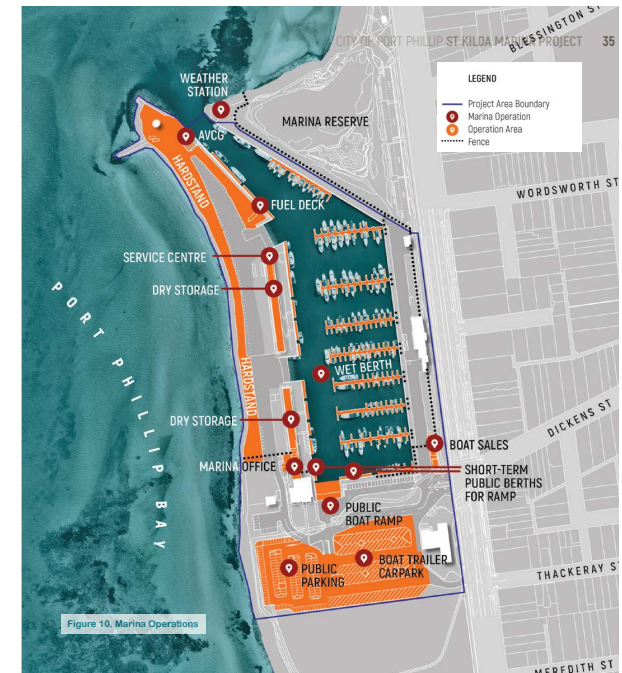 CITY OF PORT PHILLIP ST KILDA MARINA PROJECT 35
BLESSINGTON ST
LEGEND
Project Area Boundary
Marina Operation
Operation Area
Fence
WEATHER
STATION
MARINA RESERVE
AVCG
HARDSTAND
WORDSWORTH ST
FUEL DECK
SERVICE CENTRE
DRY STORAGE
PORT PHILLIP BAY
HARDSTAND
WET BERTH
DRY STORAGE
DICKENS ST
BOAT SALES
MARINA OFFICE
SHORT-TERM
PUBLIC BERTHS
FOR RAMP
PUBLIC
BOAT RAMP
BOAT TRAILER
CARPARK
PUBLIC
PARKING
THACKERAY ST
Figure 10. Marina Operations
MEREDITH ST